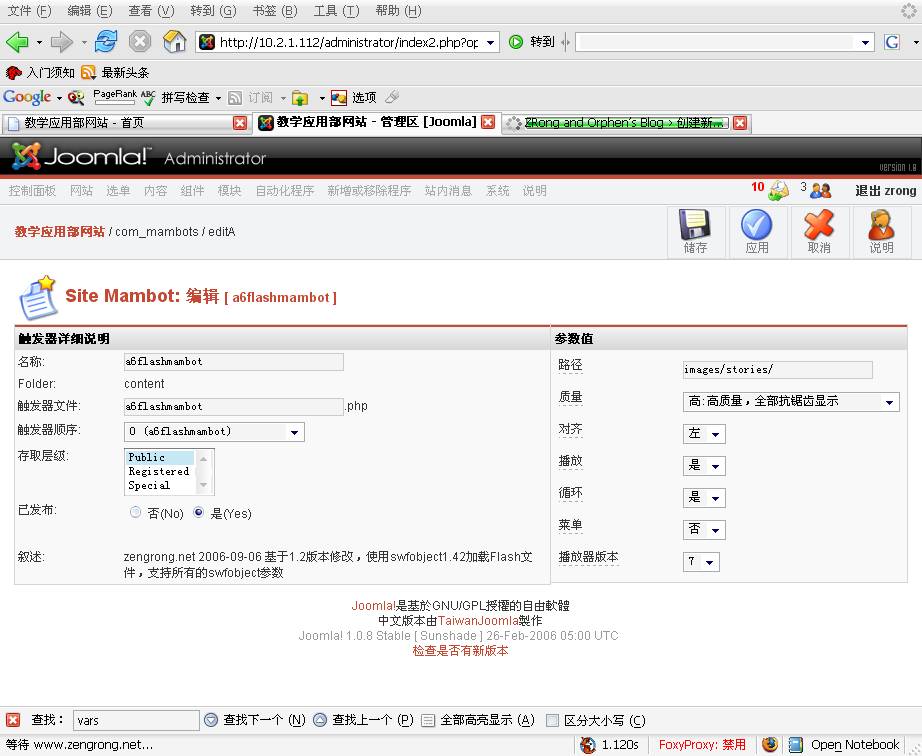 文件 (F) 编辑 (E) 查看 (V) 转到 (G) 书签 (B) 工具 (T) 帮助 (H)
http://10.2.1.112/administrator/index2.php?op 转到 G
入门须知 最新头条
Google PageRank ABC 拼写检查 订阅 选项
教学应用部网站 - 首页 教学应用部网站 - 管理区 [Joomla] ZRong and Orphen's Blog › 创建新...
Joomla! Administrator
version 1.0
控制面板 网站 选单 内容 组件 模块 自动化程序 新增或移除程序 站内消息 系统 说明 10 3 退出 zrong
教学应用部网站 / com_mambots / editA
储存 应用 取消 说明
Site Mambot: 编辑 [ a6flashmambot ]
触发器详细说明 参数值
名称: a6flashmambot 路径 images/stories/
Folder: content
质量 高:高质量，全部抗锯齿显示
触发器文件: a6flashmambot .php
触发器顺序: 0 (a6flashmambot) 对齐 左
存取层级: Public
Registered
Special
播放 是
循环 是
已发布: 否(No) 是(Yes)
菜单 否
叙述: zengrong.net 2006-09-06 基于1.2版本修改，使用swfobject1.42加载Flash文
件，支持所有的swfobject参数
播放器版本 7
Joomla!是基於GNU/GPL授權的自由軟體
中文版本由TaiwanJoomla製作
Joomla! 1.0.8 Stable [ Sunshade ] 26-Feb-2006 05:00 UTC
检查是否有新版本
查找： vars 查找下一个 (N) 查找上一个 (P) 全部高亮显示 (A) 区分大小写 (C)
等待 www.zengrong.net... 1.120s FoxyProxy: 禁用 Open Notebook